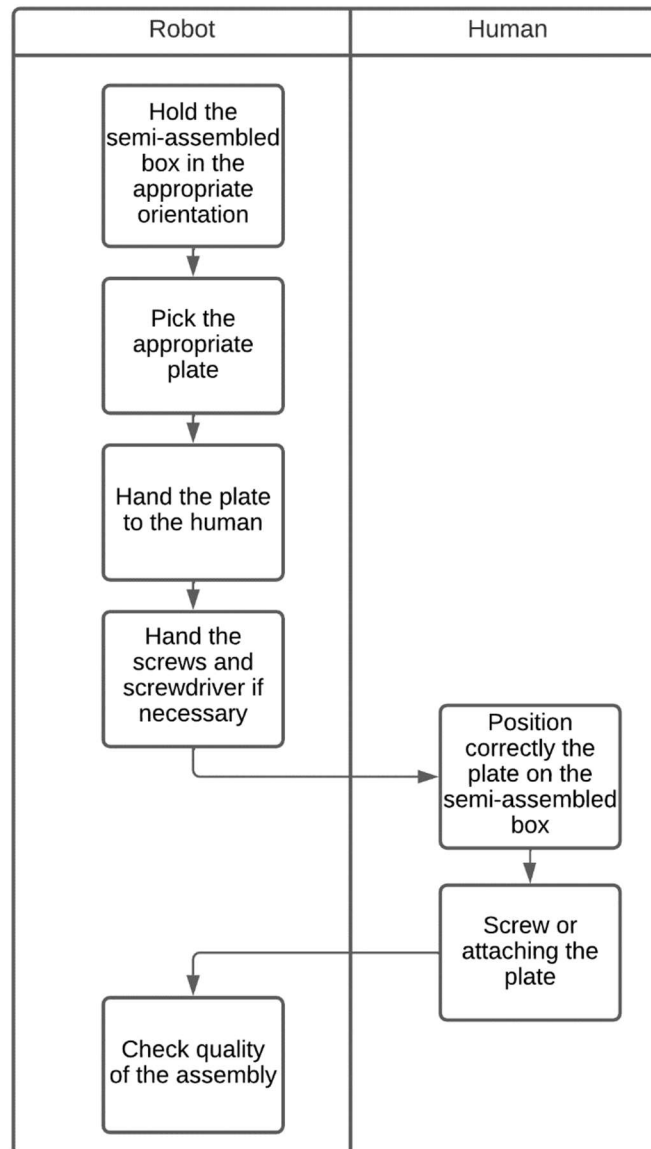 Robot
Human
Hold the
semi-assembled
box in the
appropriate
orientation
Pick the
appropriate
plate
Hand the plate
to the human
Hand the
screws and
screwdriver if
necessary
Position
correctly the
plate on the
semi-assembled
box
Screw or
attaching the
plate
Check quality
of the assembly